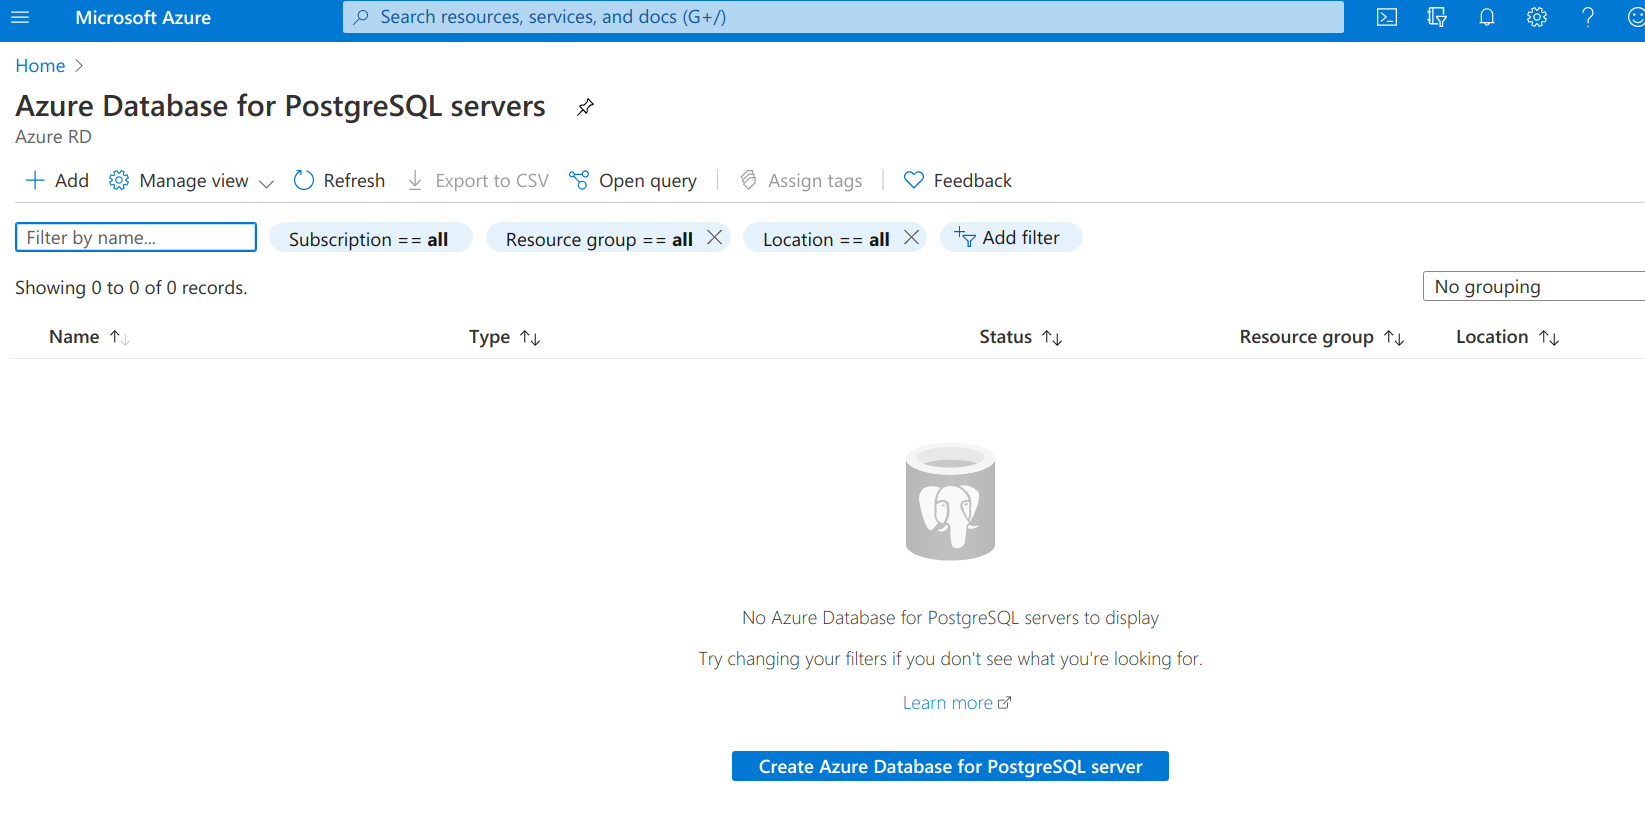 Microsoft Azure
Search resources, services, and docs (G+/)
Home
Azure Database for PostgreSQL servers
Azure RD
Add Manage view Refresh Export to CSV Open query Assign tags Feedback
Filter by name... Subscription == all Resource group == all Location == all Add filter
Showing 0 to 0 of 0 records.
No grouping
Name Type Status Resource group Location
No Azure Database for PostgreSQL servers to display
Try changing your filters if you don't see what you're looking for.
Learn more
Create Azure Database for PostgreSQL server